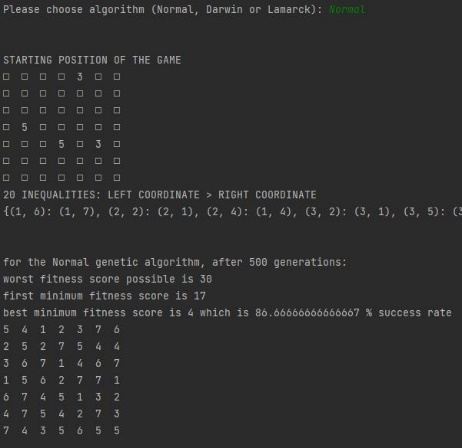 Please choose algorithm (Normal, Darwin or Lamarck): Normal
STARTING POSITION OF THE GAME
□ □ □ □ 3 □ □
□ □ □ □ □ □ □
□ □ □ □ □ □ □
□ 5 □ □ □ □ □
□ □ □ 5 □ 3 □
□ □ □ □ □ □ □
□ □ □ □ □ □ □
20 INEQUALITIES: LEFT COORDINATE > RIGHT COORDINATE
{(1, 6): (1, 7), (2, 2): (2, 1), (2, 4): (1, 4), (3, 2): (3, 1), (3, 5): (3
for the Normal genetic algorithm, after 500 generations:
worst fitness score possible is 30
first minimum fitness score is 17
best minimum fitness score is 4 which is 86.66666666666667 % success rate
5 4 1 2 3 7 6
2 5 2 7 5 4 4
3 6 7 1 4 6 7
1 5 6 2 7 7 1
6 7 4 5 1 3 2
4 7 5 4 2 7 3
7 4 3 5 6 5 5